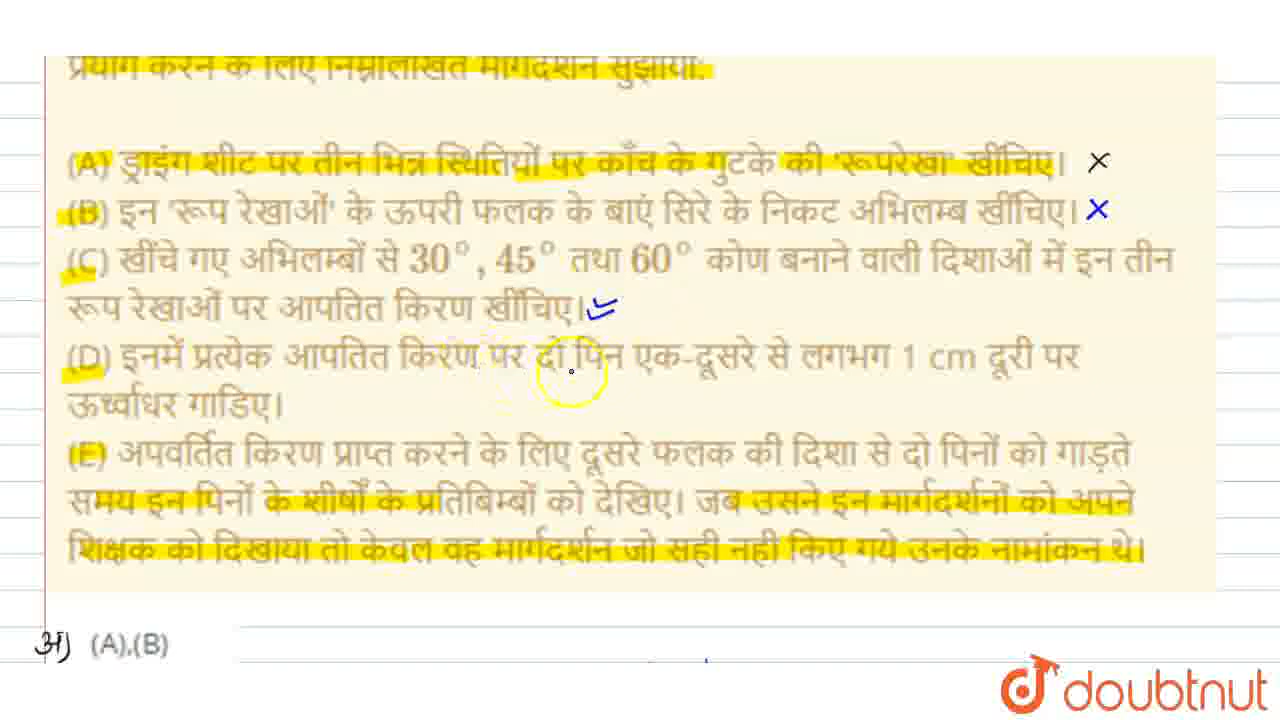 प्रयोग करने के लिए निम्नलिखित मार्गदर्शन सुझाया:
(A) ड्राइंग शीट पर तीन भिन्न स्थितियों पर काँच के गुटके की 'रूपरेखा' खींचिए। ×
(B) इन 'रूप रेखाओं' के ऊपरी फलक के बाएं सिरे के निकट अभिलम्ब खींचिए। ×
(C) खींचे गए अभिलम्बों से 30°, 45° तथा 60° कोण बनाने वाली दिशाओं में इन तीन
रूप रेखाओं पर आपतित किरण खींचिए।
(D) इनमें प्रत्येक आपतित किरण पर दो पिन एक-दूसरे से लगभग 1 cm दूरी पर
ऊर्ध्वाधर गाडिए।
(E) अपवर्तित किरण प्राप्त करने के लिए दूसरे फलक की दिशा से दो पिनों को गाड़ते
समय इन पिनों के शीर्षों के प्रतिबिम्बों को देखिए। जब उसने इन मार्गदर्शनों को अपने
शिक्षक को दिखाया तो केवल वह मार्गदर्शन जो सही नही किए गये उनके नामांकन थे।
अ) (A),(B)
doubtnut